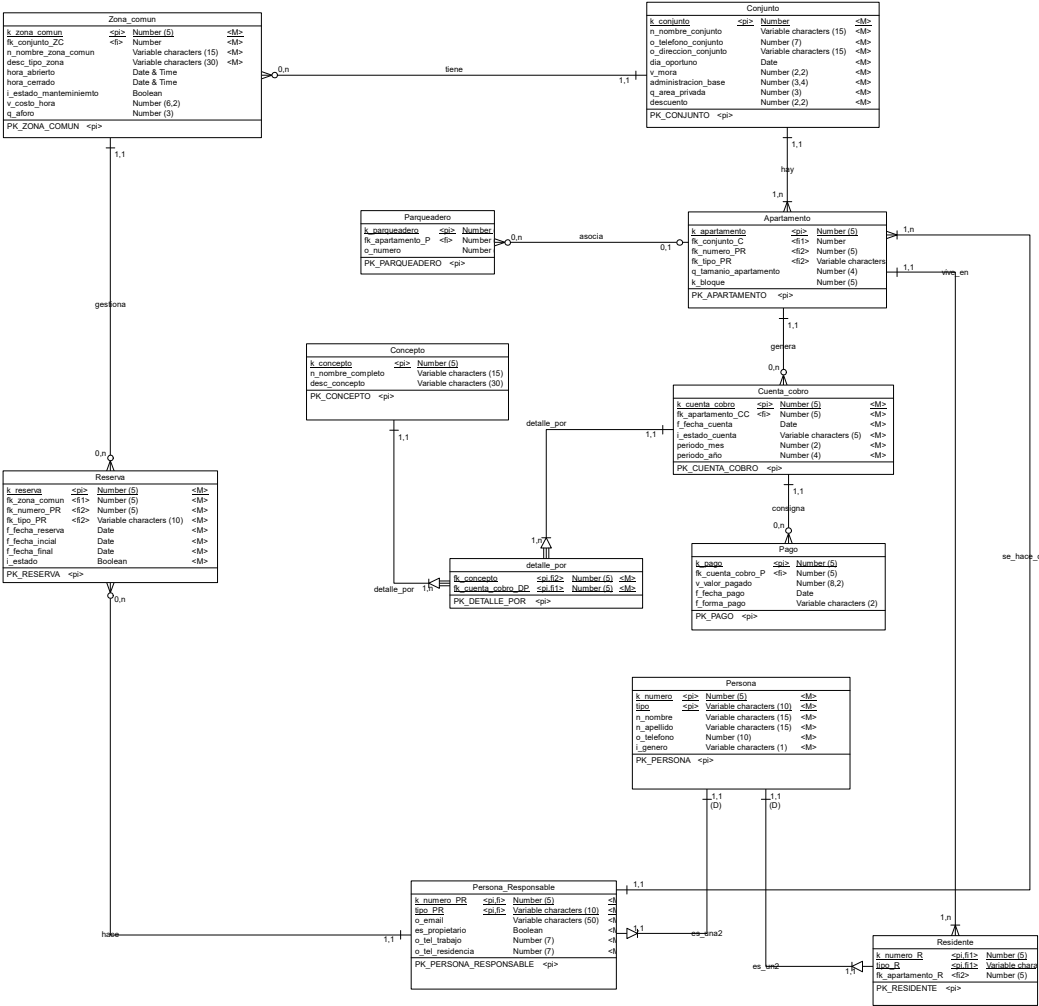 Zona_comun
k_zona_comun <pi> Number (5) <M>
fk_conjunto_ZC <fi> Number <M>
n_nombre_zona_comun Variable characters (15) <M>
desc_tipo_zona Variable characters (30) <M>
hora_abierto Date & Time
hora_cerrado Date & Time
i_estado_mantenimiemto Boolean
v_costo_hora Number (6,2)
q_aforo Number (3)
PK_ZONA_COMUN <pi>
Conjunto
k_conjunto <pi> Number <M>
n_nombre_conjunto Variable characters (15) <M>
o_telefono_conjunto Number (7) <M>
o_direccion_conjunto Variable characters (15) <M>
dia_oportuno Date <M>
v_mora Number (2,2) <M>
administracion_base Number (3,4) <M>
q_area_privada Number (3) <M>
descuento Number (2,2) <M>
PK_CONJUNTO <pi>
0,n
tiene
1,1
1,1
1,1
hay
1,n
Parqueadero
k_parqueadero <pi> Number
fk_apartamento_P <fi> Number
o_numero Number
PK_PARQUEADERO <pi>
0,n
asocia
0,1
Apartamento
k_apartamento <pi> Number (5)
fk_conjunto_C <fi1> Number
fk_numero_PR <fi2> Number (5)
fk_tipo_PR <fi2> Variable characters
q_tamanio_apartamento Number (4)
k_bloque Number (5)
PK_APARTAMENTO <pi>
1,n
1,1
vive_en
gestiona
1,1
genera
0,n
Concepto
k_concepto <pi> Number (5)
n_nombre_completo Variable characters (15)
desc_concepto Variable characters (30)
PK_CONCEPTO <pi>
1,1
Cuenta_cobro
k_cuenta_cobro <pi> Number (5) <M>
fk_apartamento_CC <fi> Number (5) <M>
f_fecha_cuenta Date <M>
i_estado_cuenta Variable characters (5) <M>
periodo_mes Number (2) <M>
periodo_año Number (4) <M>
PK_CUENTA_COBRO <pi>
detalle_por
1,1
0,n
Reserva
k_reserva <pi> Number (5) <M>
fk_zona_comun <fi1> Number (5) <M>
fk_numero_PR <fi2> Number (5) <M>
fk_tipo_PR <fi2> Variable characters (10) <M>
f_fecha_reserva Date <M>
f_fecha_incial Date <M>
f_fecha_final Date <M>
i_estado Boolean <M>
PK_RESERVA <pi>
0,n
1,1
consigna
0,n
1,n
detalle_por
fk_concepto <pi,fi2> Number (5) <M>
fk_cuenta_cobro_DP <pi,fi1> Number (5) <M>
PK_DETALLE_POR <pi>
detalle_por
1,n
Pago
k_pago <pi> Number (5)
fk_cuenta_cobro_P <fi> Number (5)
v_valor_pagado Number (8,2)
f_fecha_pago Date
f_forma_pago Variable characters (2)
PK_PAGO <pi>
se_hace_c
Persona
k_numero <pi> Number (5) <M>
tipo <pi> Variable characters (10) <M>
n_nombre Variable characters (15) <M>
n_apellido Variable characters (15) <M>
o_telefono Number (10) <M>
i_genero Variable characters (1) <M>
PK_PERSONA <pi>
1,1
(D)
1,1
(D)
Persona_Responsable
k_numero_PR <pi,fi> Number (5)
tipo_PR <pi,fi> Variable characters (10)
o_email Variable characters (50)
es_propietario Boolean
o_tel_trabajo Number (7)
o_tel_residencia Number (7)
PK_PERSONA_RESPONSABLE <pi>
1,1
1,1
es_una2
hace
1,1
1,n
Residente
k_numero_R <pi,fi1> Number (5)
tipo_R <pi,fi1> Variable chara
fk_apartamento_R <fi2> Number (5)
PK_RESIDENTE <pi>
es_un2
1,1